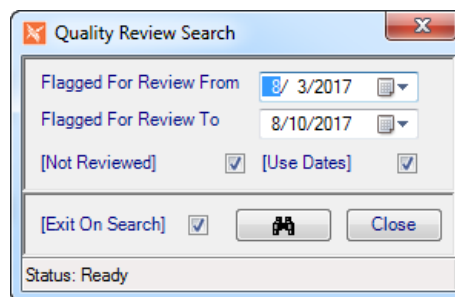 Quality Review Search
Flagged For Review From 8/ 3/2017
Flagged For Review To 8/10/2017
[Not Reviewed] [Use Dates]
[Exit On Search] Close
Status: Ready